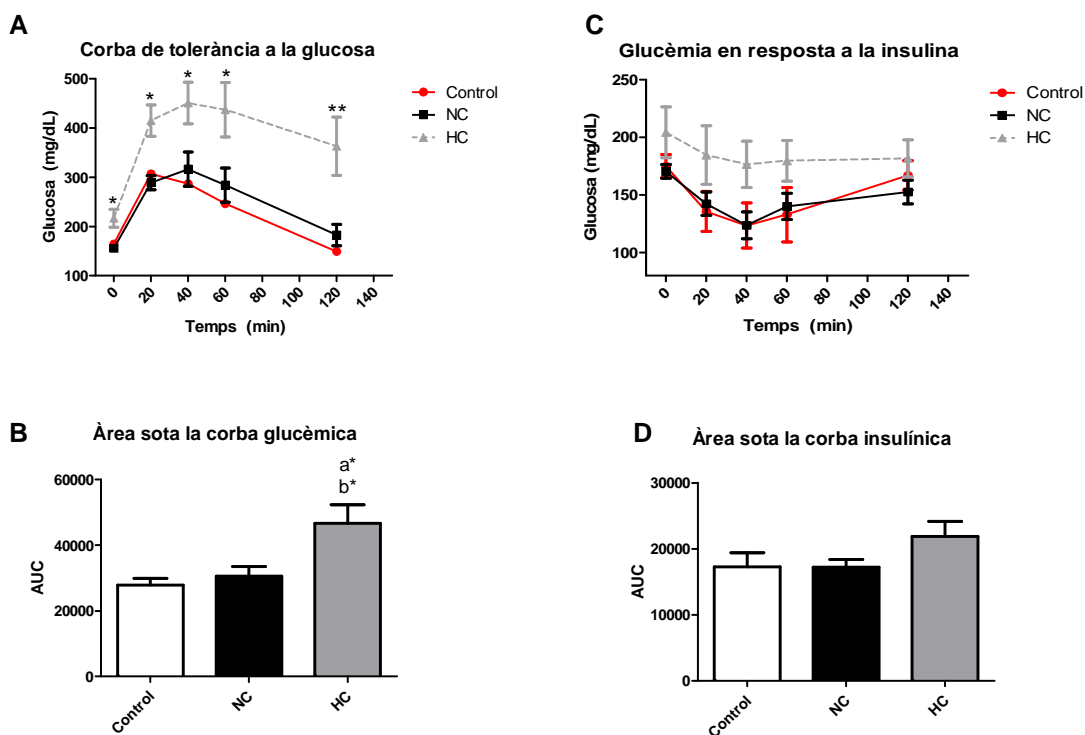 A
Corba de tolerància a la glucosa
* * * * **
500
400
300
200
100
Glucosa (mg/dL)
0 20 40 60 80 100 120 140
Temps (min)
Control
NC
HC
C
Glucèmia en resposta a la insulina
250
200
150
100
Glucosa (mg/dL)
0 20 40 60 80 100 120 140
Temps (min)
Control
NC
HC
B
Àrea sota la corba glucèmica
a*
b*
60000
40000
20000
0
AUC
Control NC HC
D
Àrea sota la corba insulínica
30000
20000
10000
0
AUC
Control NC HC